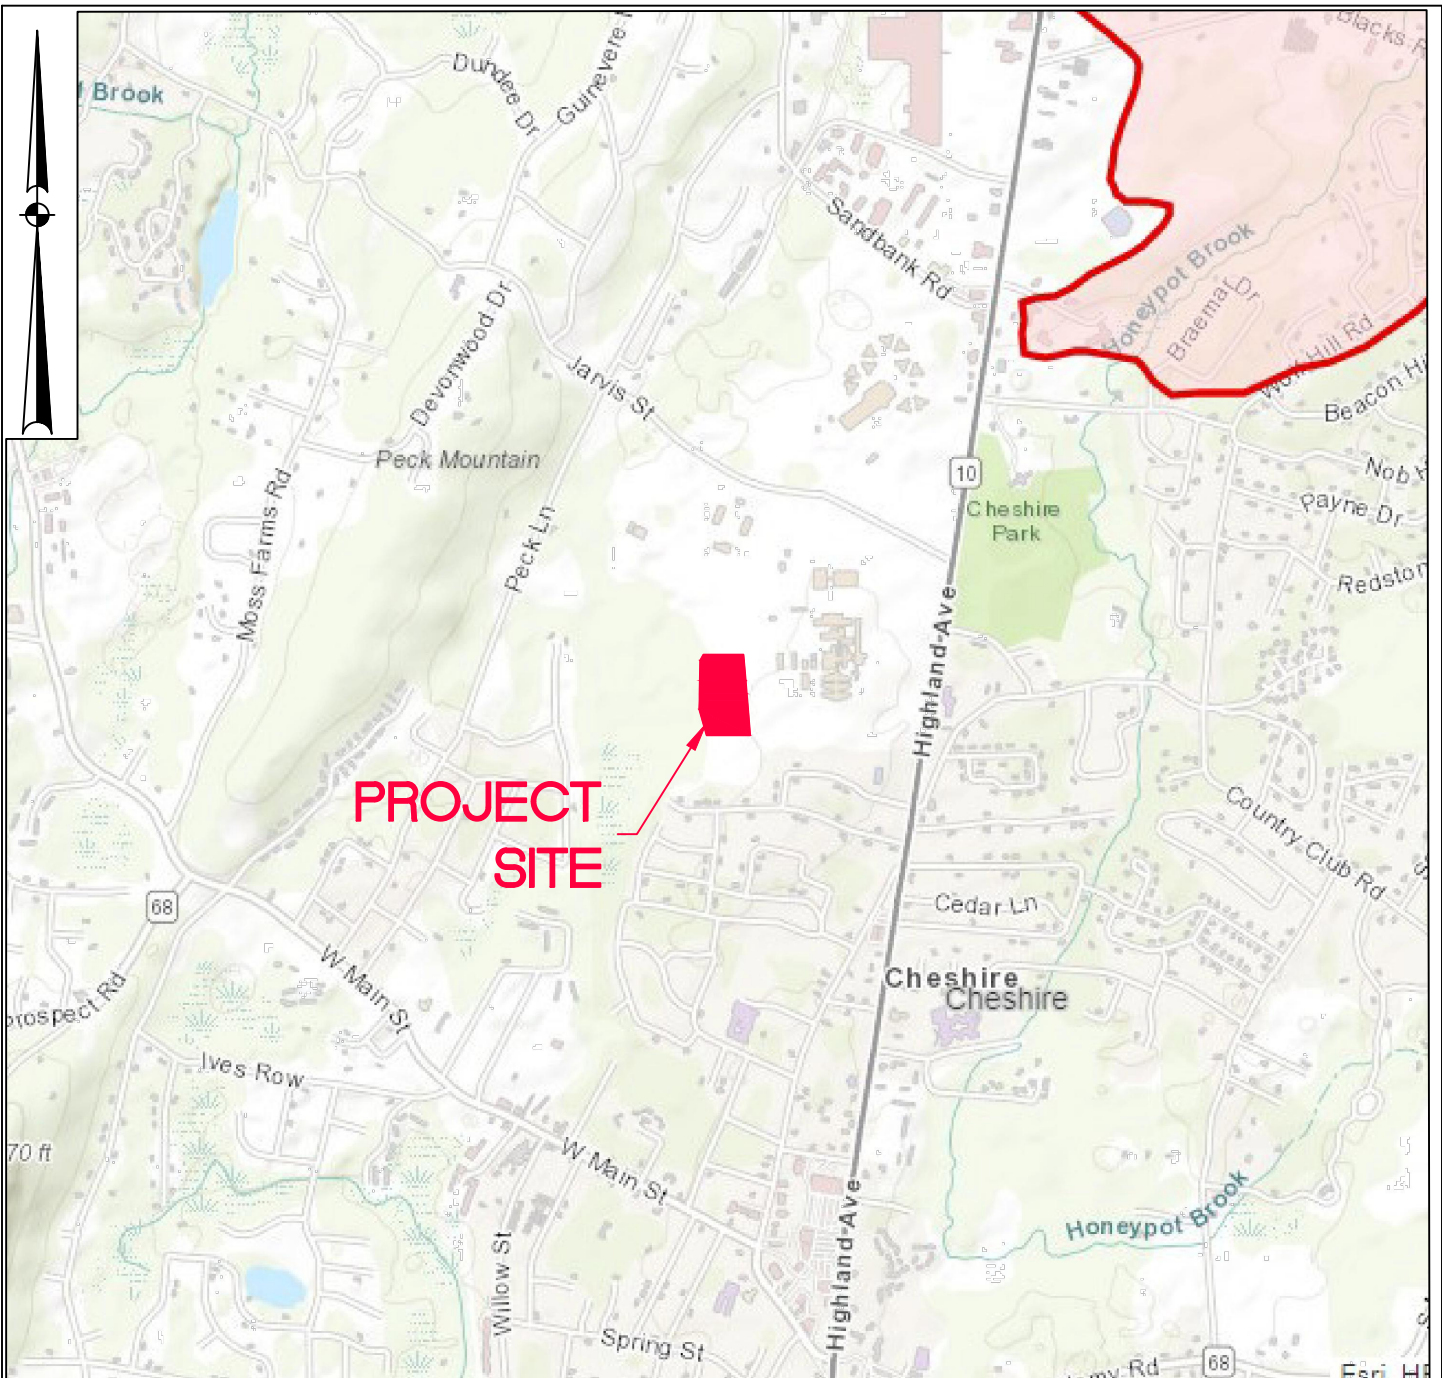 Dundee Dr
Guinevere
Brook
Blacks
Sandbank Rd
Honeypot Brook
Braemar Dr
Wolf Hill Rd
Beacon
Devonwood Dr
Jarvis St
Peck Mountain
10
Nob
Cheshire
Park
Payne Dr
Moss Farms Rd
Peck Ln
Highland Ave
PROJECT
SITE
Country Club Rd
68
Cedar Ln
W Main St
Cheshire
Cheshire
Prospect Rd
Ives Row
70 ft
W Main St
Highland Ave
Honeypot Brook
Willow St
Spring St
68
Rd
Esri